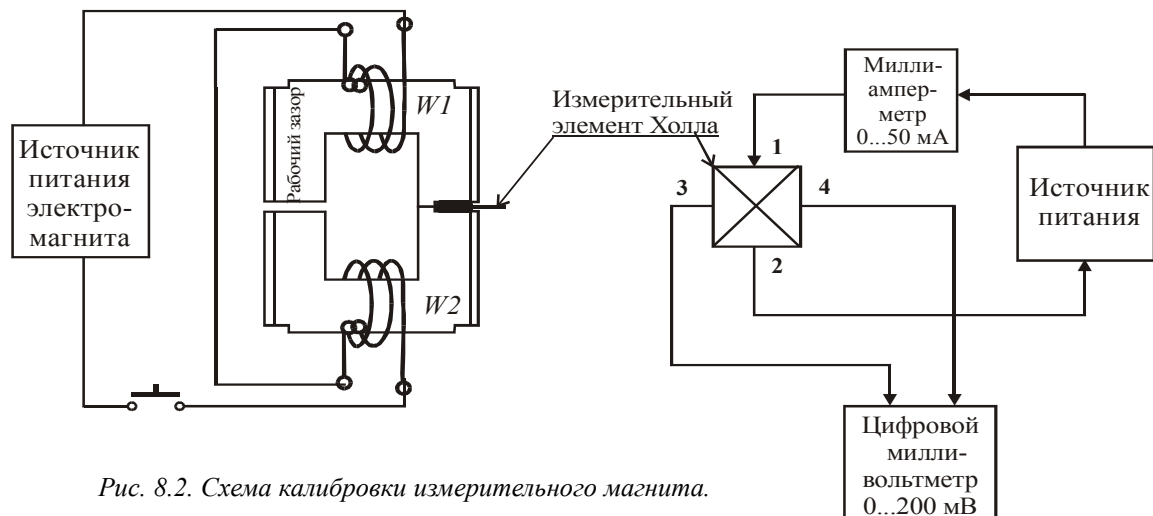 Источник
питания
электро-
магнита
Рабочий зазор
W1
W2
Измерительный
элемент Холла
1
3
4
2
Милли-
ампер-
метр
0...50 мА
Источник
питания
Цифровой
милли-
вольтметр
0...200 мВ
Рис. 8.2. Схема калибровки измерительного магнита.